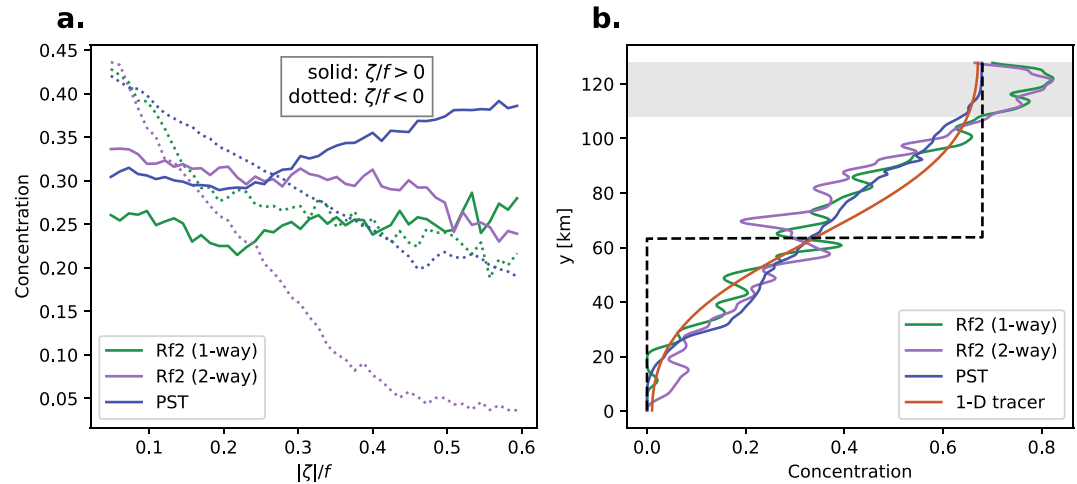 a.
Concentration
0.45
0.40
0.35
0.30
0.25
0.20
0.15
0.10
0.05
solid: ζ/f > 0
dotted: ζ/f < 0
Rf2 (1-way)
Rf2 (2-way)
PST
0.1 0.2 0.3 0.4 0.5 0.6
|ζ|/f
b.
y [km]
120
100
80
60
40
20
0
Rf2 (1-way)
Rf2 (2-way)
PST
1-D tracer
0.0 0.2 0.4 0.6 0.8
Concentration